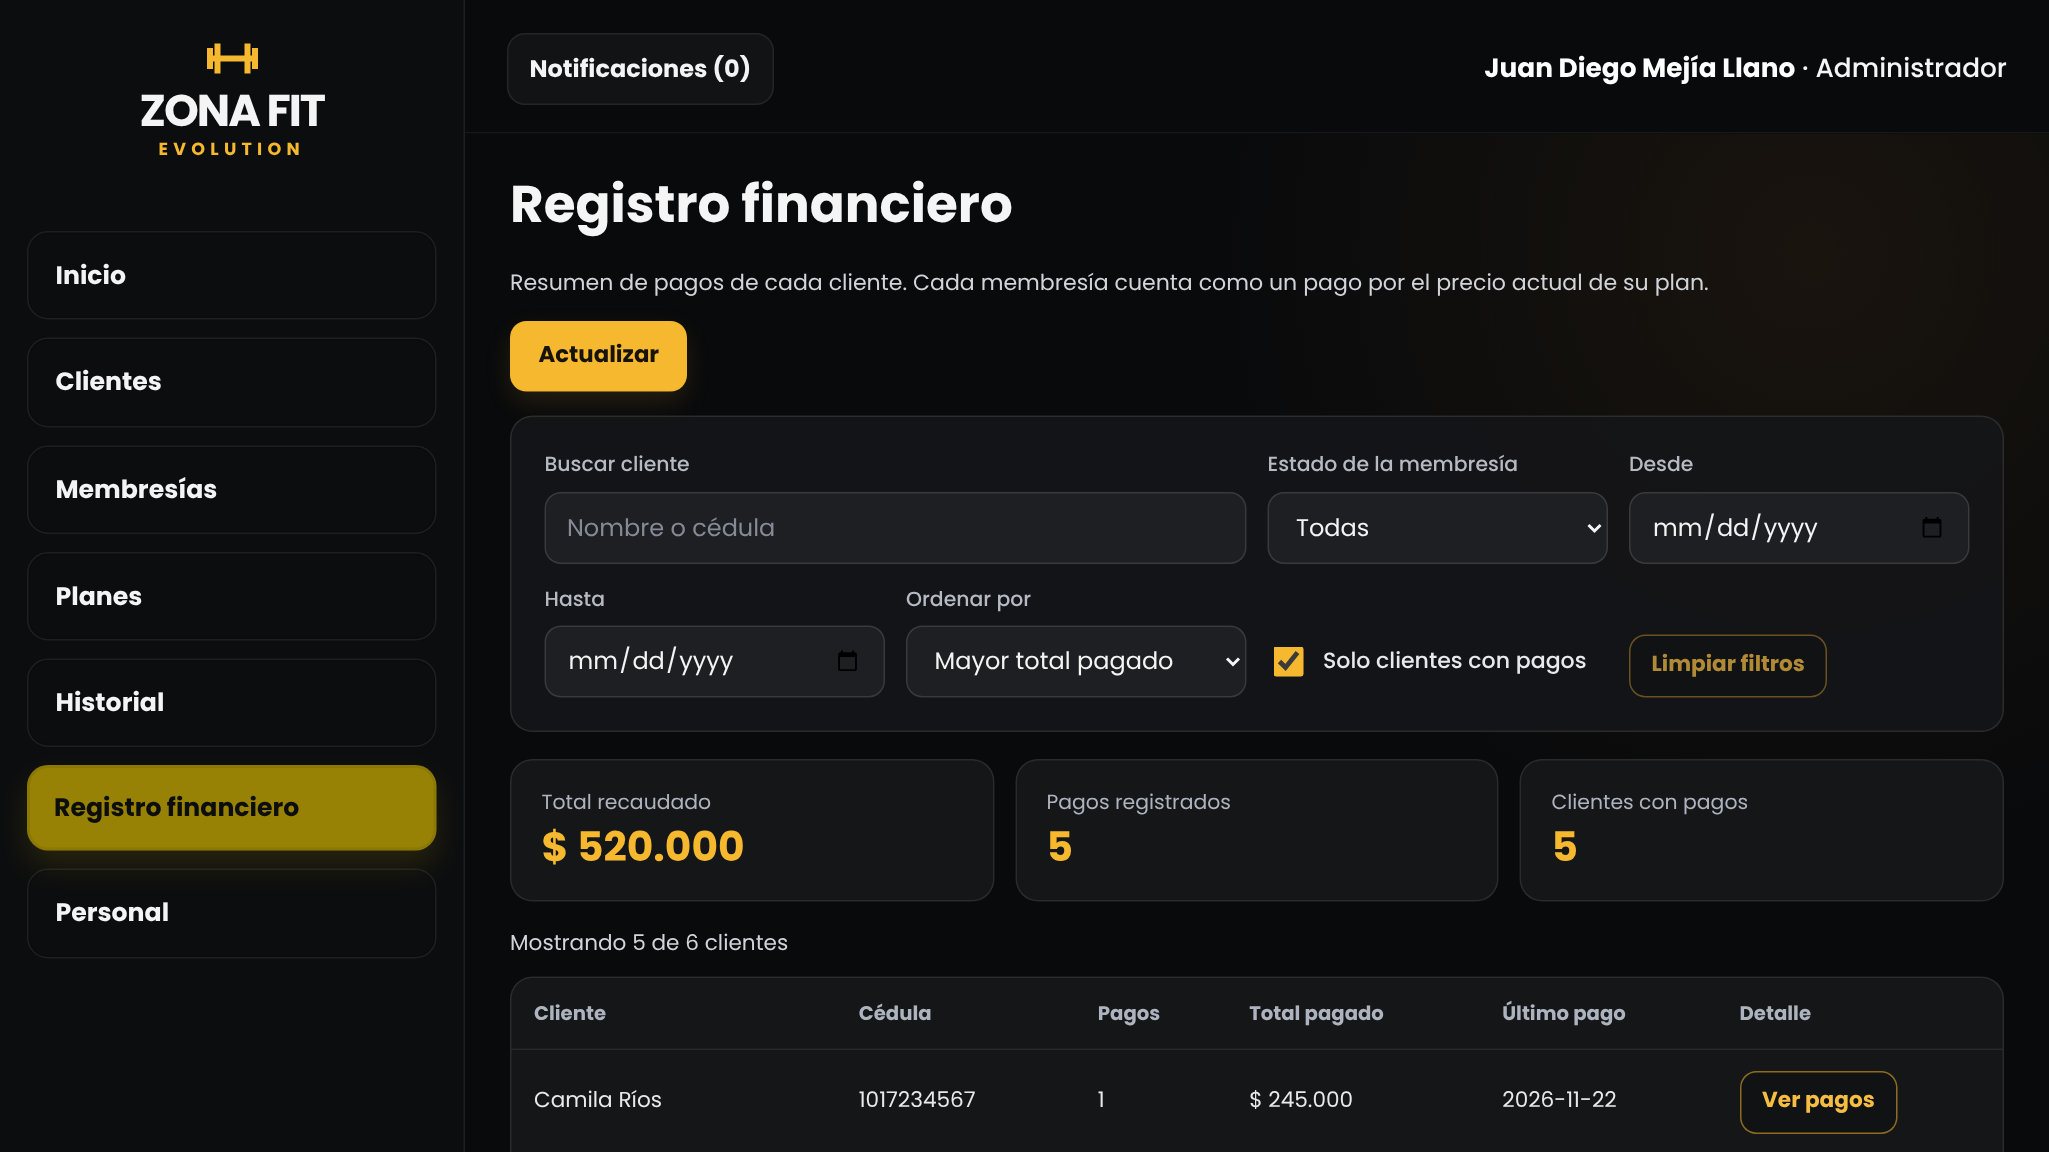 ZONA FIT
EVOLUTION
Inicio
Clientes
Membresías
Planes
Historial
Registro financiero
Personal
Notificaciones (0)
Juan Diego Mejía Llano · Administrador
Registro financiero
Resumen de pagos de cada cliente. Cada membresía cuenta como un pago por el precio actual de su plan.
Actualizar
Buscar cliente
Nombre o cédula
Estado de la membresía
Todas
Desde
mm/dd/yyyy
Hasta
mm/dd/yyyy
Ordenar por
Mayor total pagado
Solo clientes con pagos
Limpiar filtros
Total recaudado
$ 520.000
Pagos registrados
5
Clientes con pagos
5
Mostrando 5 de 6 clientes
Cliente Cédula Pagos Total pagado Último pago Detalle
Camila Ríos 1017234567 1 $ 245.000 2026-11-22 Ver pagos